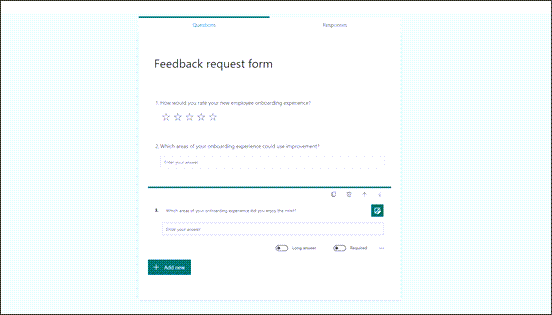 Questions
Responses
Feedback request form
1. How would you rate your new employee onboarding experience?
2. Which areas of your onboarding experience could use improvement?
Enter your answer
3. Which areas of your onboarding experience did you enjoy the most?
Enter your answer
Long answer
Required
Add new